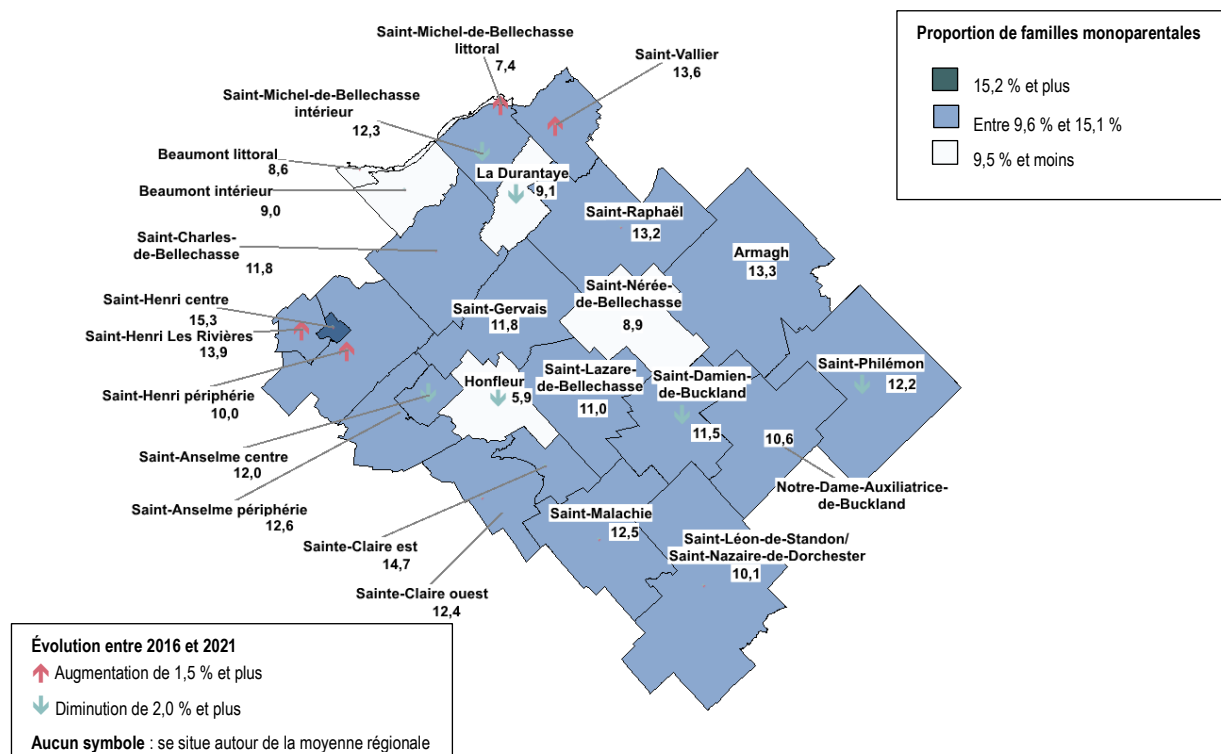 Saint-Michel-de-Bellechasse
littoral
7,4
Saint-Vallier
13,6
Saint-Michel-de-Bellechasse
intérieur
12,3
Beaumont littoral
8,6
Beaumont intérieur
9,0
La Durantaye
9,1
Saint-Raphaël
13,2
Saint-Charles-
de-Bellechasse
11,8
Armagh
13,3
Saint-Nérée-
de-Bellechasse
8,9
Saint-Henri centre
15,3
Saint-Henri Les Rivières
13,9
Saint-Gervais
11,8
Saint-Philémon
12,2
Saint-Lazare-
de-Bellechasse
11,0
Saint-Damien-
de-Buckland
11,5
Honfleur
5,9
Saint-Henri périphérie
10,0
10,6
Notre-Dame-Auxiliatrice-
de-Buckland
Saint-Anselme centre
12,0
Saint-Anselme périphérie
12,6
Saint-Malachie
12,5
Sainte-Claire est
14,7
Saint-Léon-de-Standon/
Saint-Nazaire-de-Dorchester
10,1
Sainte-Claire ouest
12,4
Proportion de familles monoparentales
15,2 % et plus
Entre 9,6 % et 15,1 %
9,5 % et moins
Évolution entre 2016 et 2021
Augmentation de 1,5 % et plus
Diminution de 2,0 % et plus
Aucun symbole : se situe autour de la moyenne régionale